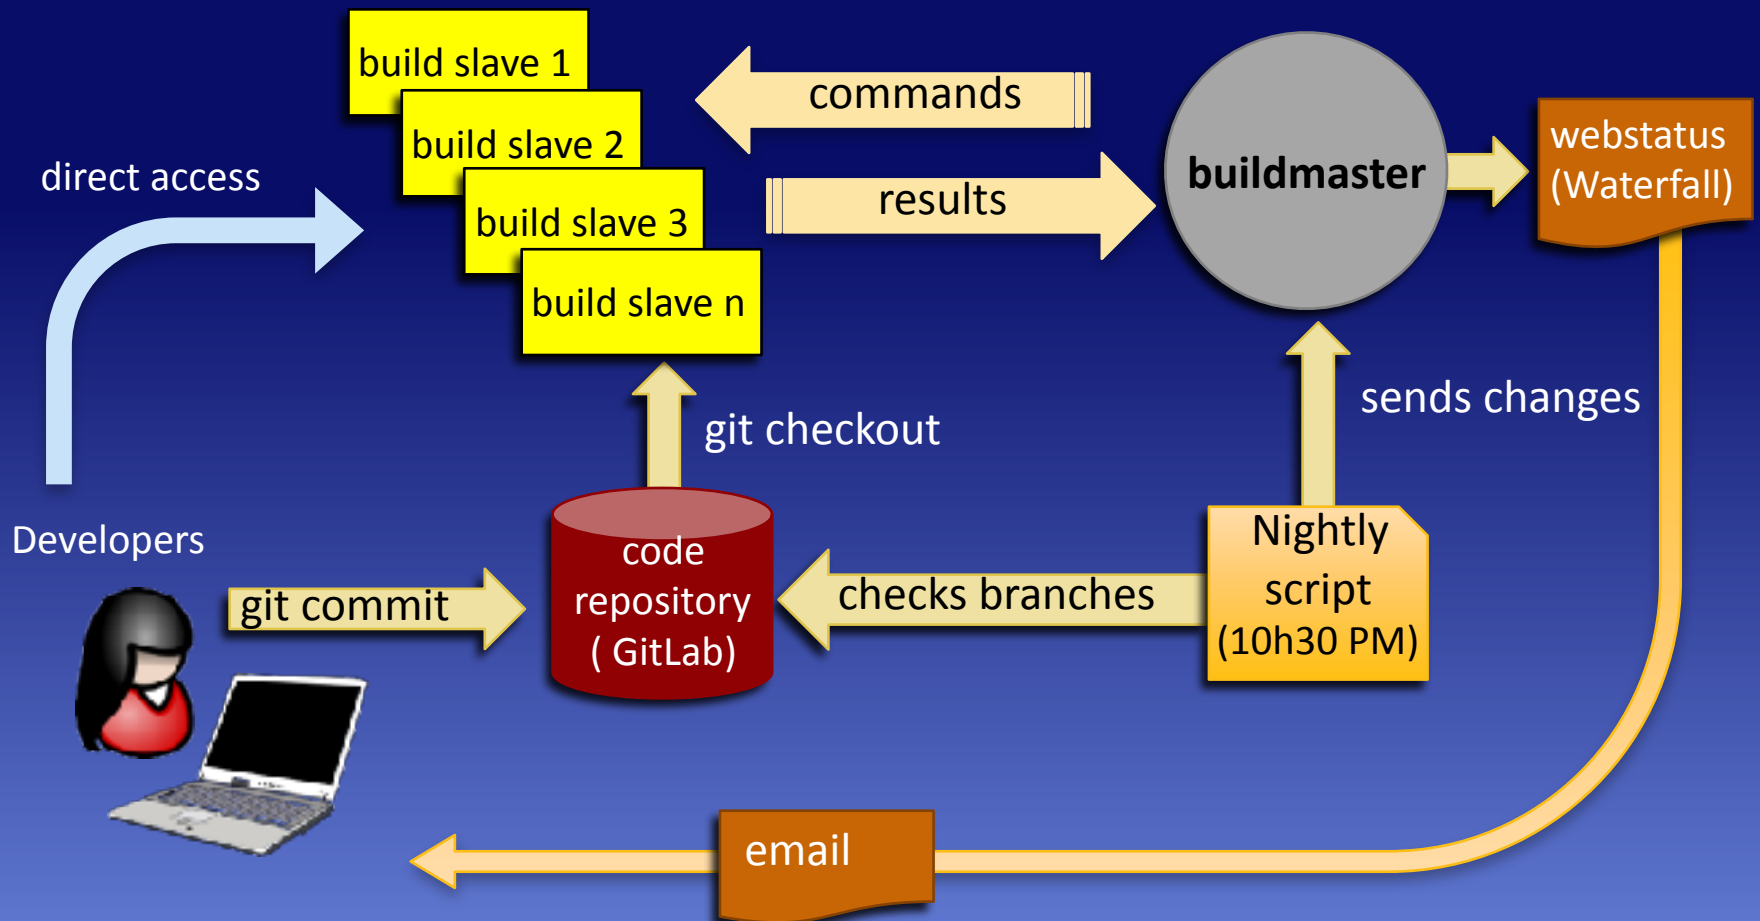 build slave 1
build slave 2
build slave 3
build slave n
commands
results
buildmaster
webstatus
(Waterfall)
direct access
git checkout
sends changes
Developers
git commit
code
repository
( GitLab)
checks branches
Nightly
script
(10h30 PM)
email